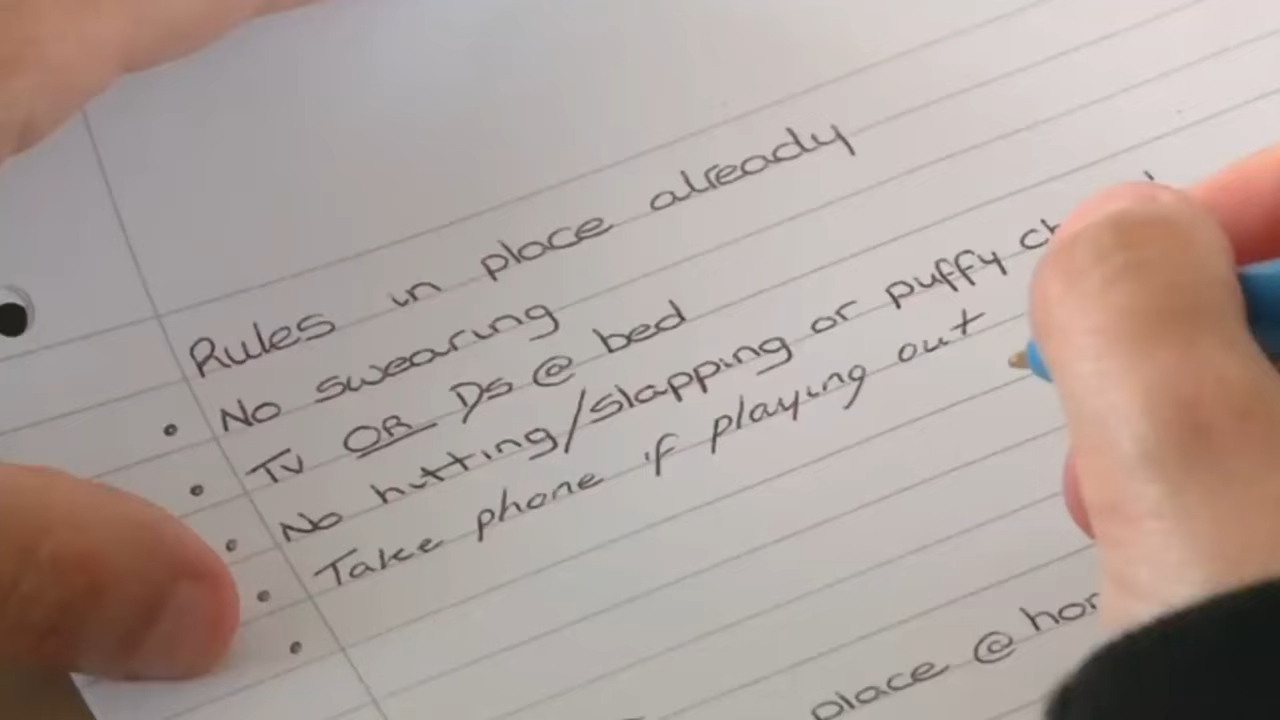 Rules in place already
• No swearing
• TV OR DS @ bed
• No hitting/slapping or puffy
• Take phone if playing out
•
place @